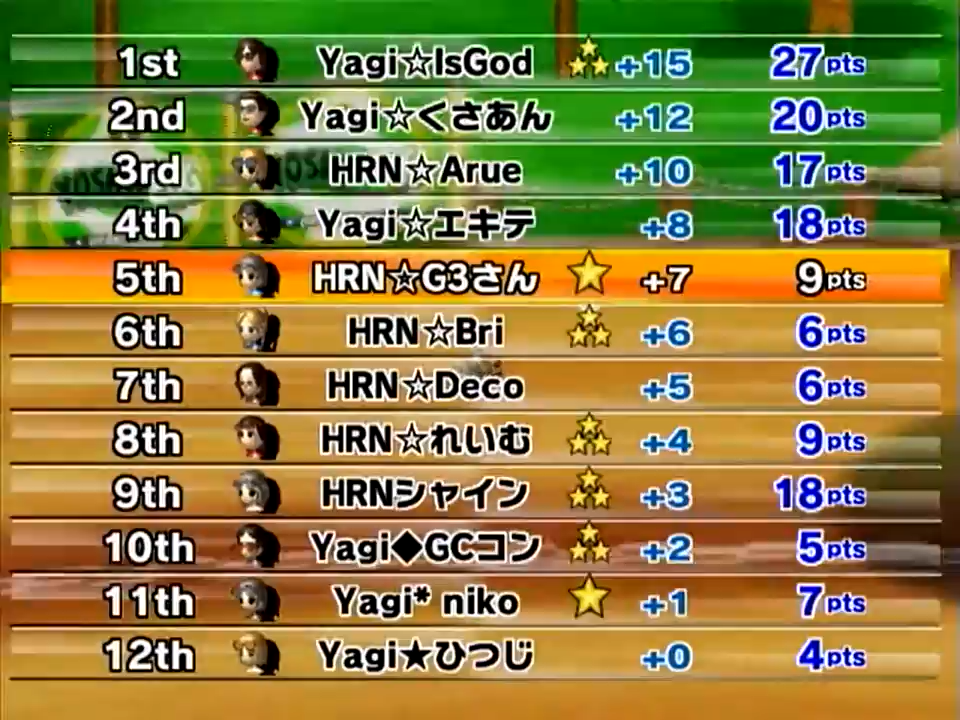 1st Yagi☆IsGod +15 27pts
2nd Yagi☆くさあん +12 20pts
3rd HRN☆Arue +10 17pts
4th Yagi☆エキテ +8 18pts
5th HRN☆G3さん +7 9pts
6th HRN☆Bri +6 6pts
7th HRN☆Deco +5 6pts
8th HRN☆れいむ +4 9pts
9th HRNシャイン +3 18pts
10th Yagi◆GCコン +2 5pts
11th Yagi* niko +1 7pts
12th Yagi★ひつじ +0 4pts